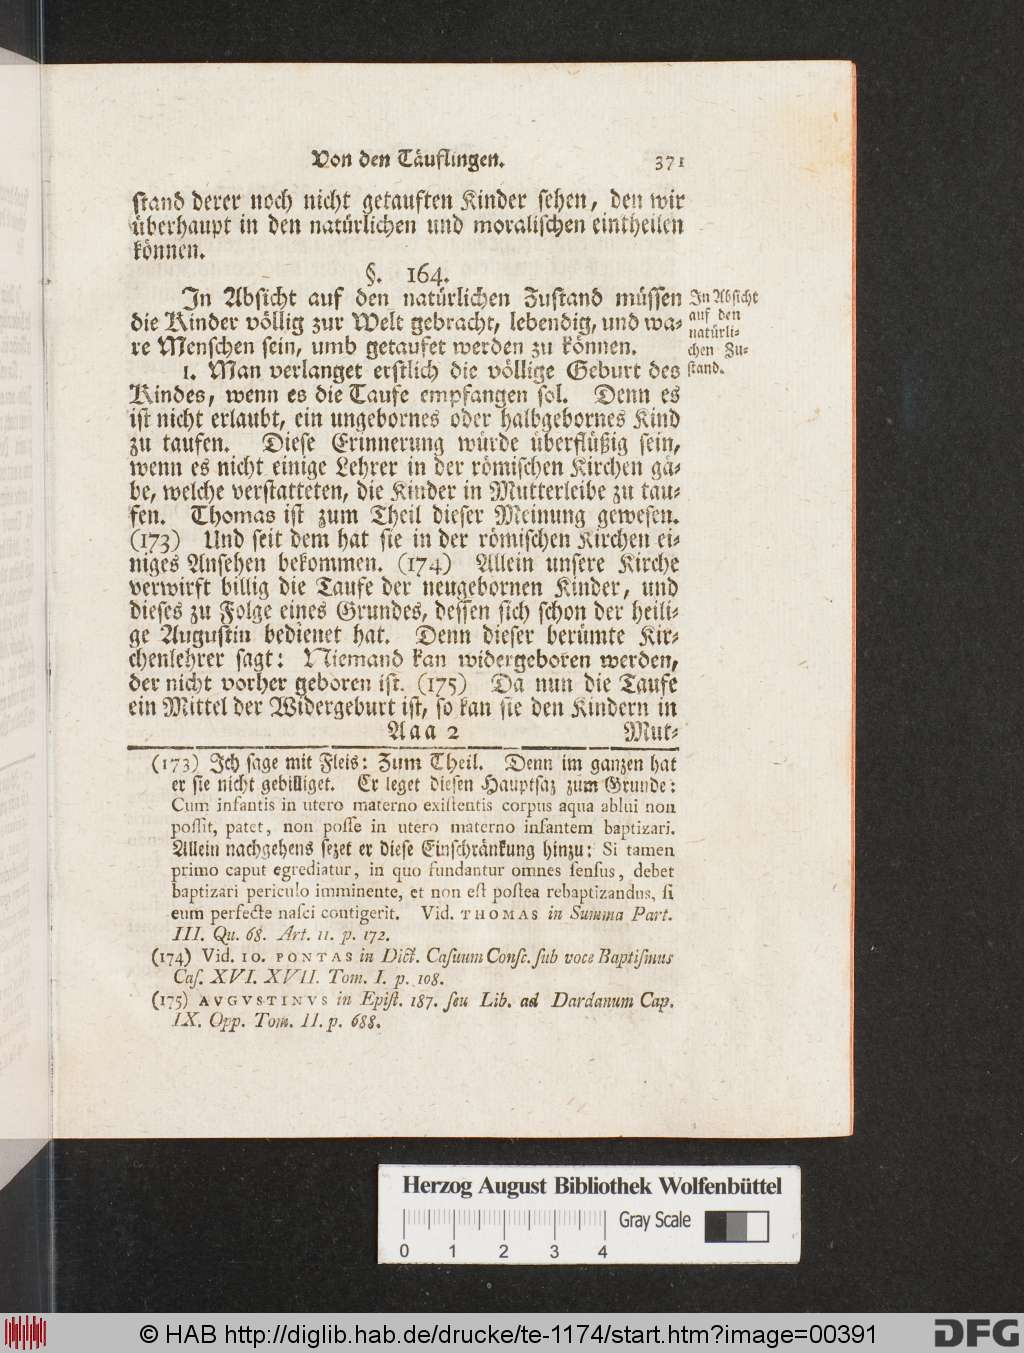 Von den Täuflingen. 371
stand derer noch nicht getauften Kinder sehen, den wir
überhaupt in den natürlichen und moralischen eintheilen
können.
§. 164.
In Absicht auf den natürlichen Zustand müssen
die Kinder völlig zur Welt gebracht, lebendig, und wa-
re Menschen sein, umb getaufet werden zu können.
In Absicht
auf den
natürli-
chen Zu-
stand.
1. Man verlanget erstlich die völlige Geburt des
Kindes, wenn es die Taufe empfangen sol. Denn es
ist nicht erlaubt, ein ungebornes oder halbgebornes Kind
zu taufen. Diese Erinnerung würde überflüßig sein,
wenn es nicht einige Lehrer in der römischen Kirchen gä-
be, welche verstatteten, die Kinder in Mutterleibe zu tau-
fen. Thomas ist zum Theil dieser Meinung gewesen.
(173) Und seit dem hat sie in der römischen Kirchen ei-
niges Ansehen bekommen. (174) Allein unsere Kirche
verwirft billig die Taufe der neugebornen Kinder, und
dieses zu Folge eines Grundes, dessen sich schon der heili-
ge Augustin bedienet hat. Denn dieser berümte Kir-
chenlehrer sagt: Niemand kan widergeboren werden,
der nicht vorher geboren ist. (175) Da nun die Taufe
ein Mittel der Widergeburt ist, so kan sie den Kindern in
Aaa 2 Mut-
(173) Ich sage mit Fleis: Zum Theil. Denn im ganzen hat
er sie nicht gebilliget. Er leget diesen Hauptsaz zum Grunde:
Cum infantis in utero materno existentis corpus aqua ablui non
possit, patet, non posse in utero materno infantem baptizari.
Allein nachgehens sezet er diese Einschränkung hinzu: Si tamen
primo caput egrediatur, in quo fundantur omnes sensus, debet
baptizari periculo imminente, et non est postea rebaptizandus, si
eum perfecte nasci contigerit. Vid. THOMAS in Summa Part.
III. Qu. 68. Art. 11. p. 172.
(174) Vid. IO. PONTAS in Dict. Casuum Consc. sub voce Baptismus
Cas. XVI. XVII. Tom. I. p. 108.
(175) AVGVSTINVS in Epist. 187. seu Lib. ad Dardanum Cap.
IX. Opp. Tom. II. p. 688.
Herzog August Bibliothek Wolfenbüttel
Gray Scale
0 1 2 3 4
© HAB http://diglib.hab.de/drucke/te-1174/start.htm?image=00391
DFG